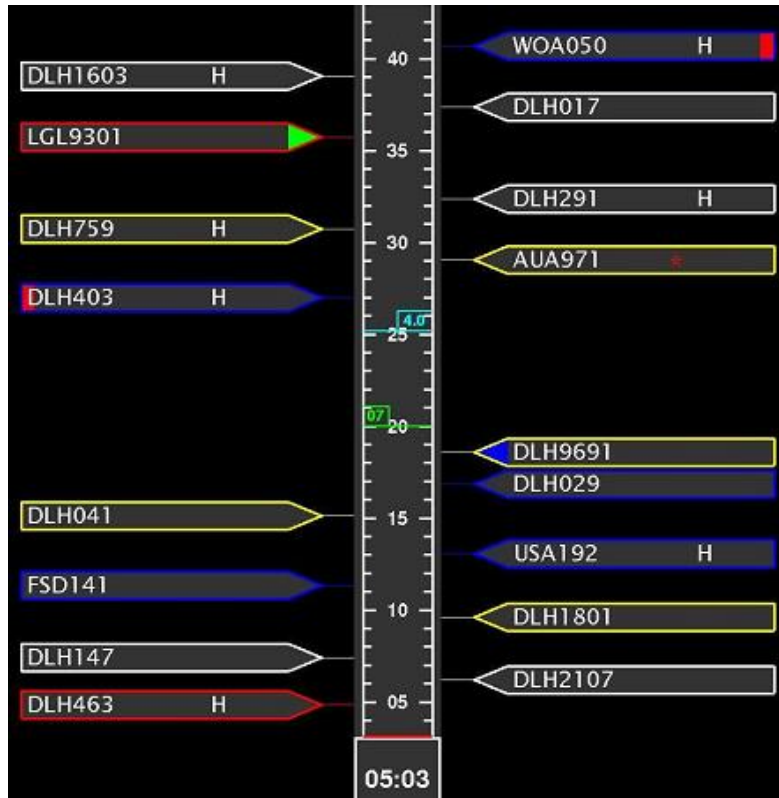 WOA050 H
40
DLH1603 H
DLH017
LGL9301
35
DLH291 H
DLH759 H
30
AUA971 *
DLH403 H
4.0
25
07
20
DLH9691
DLH029
DLH041
15
USA192 H
FSD141
10
DLH1801
DLH147
DLH2107
DLH463 H
05
05:03